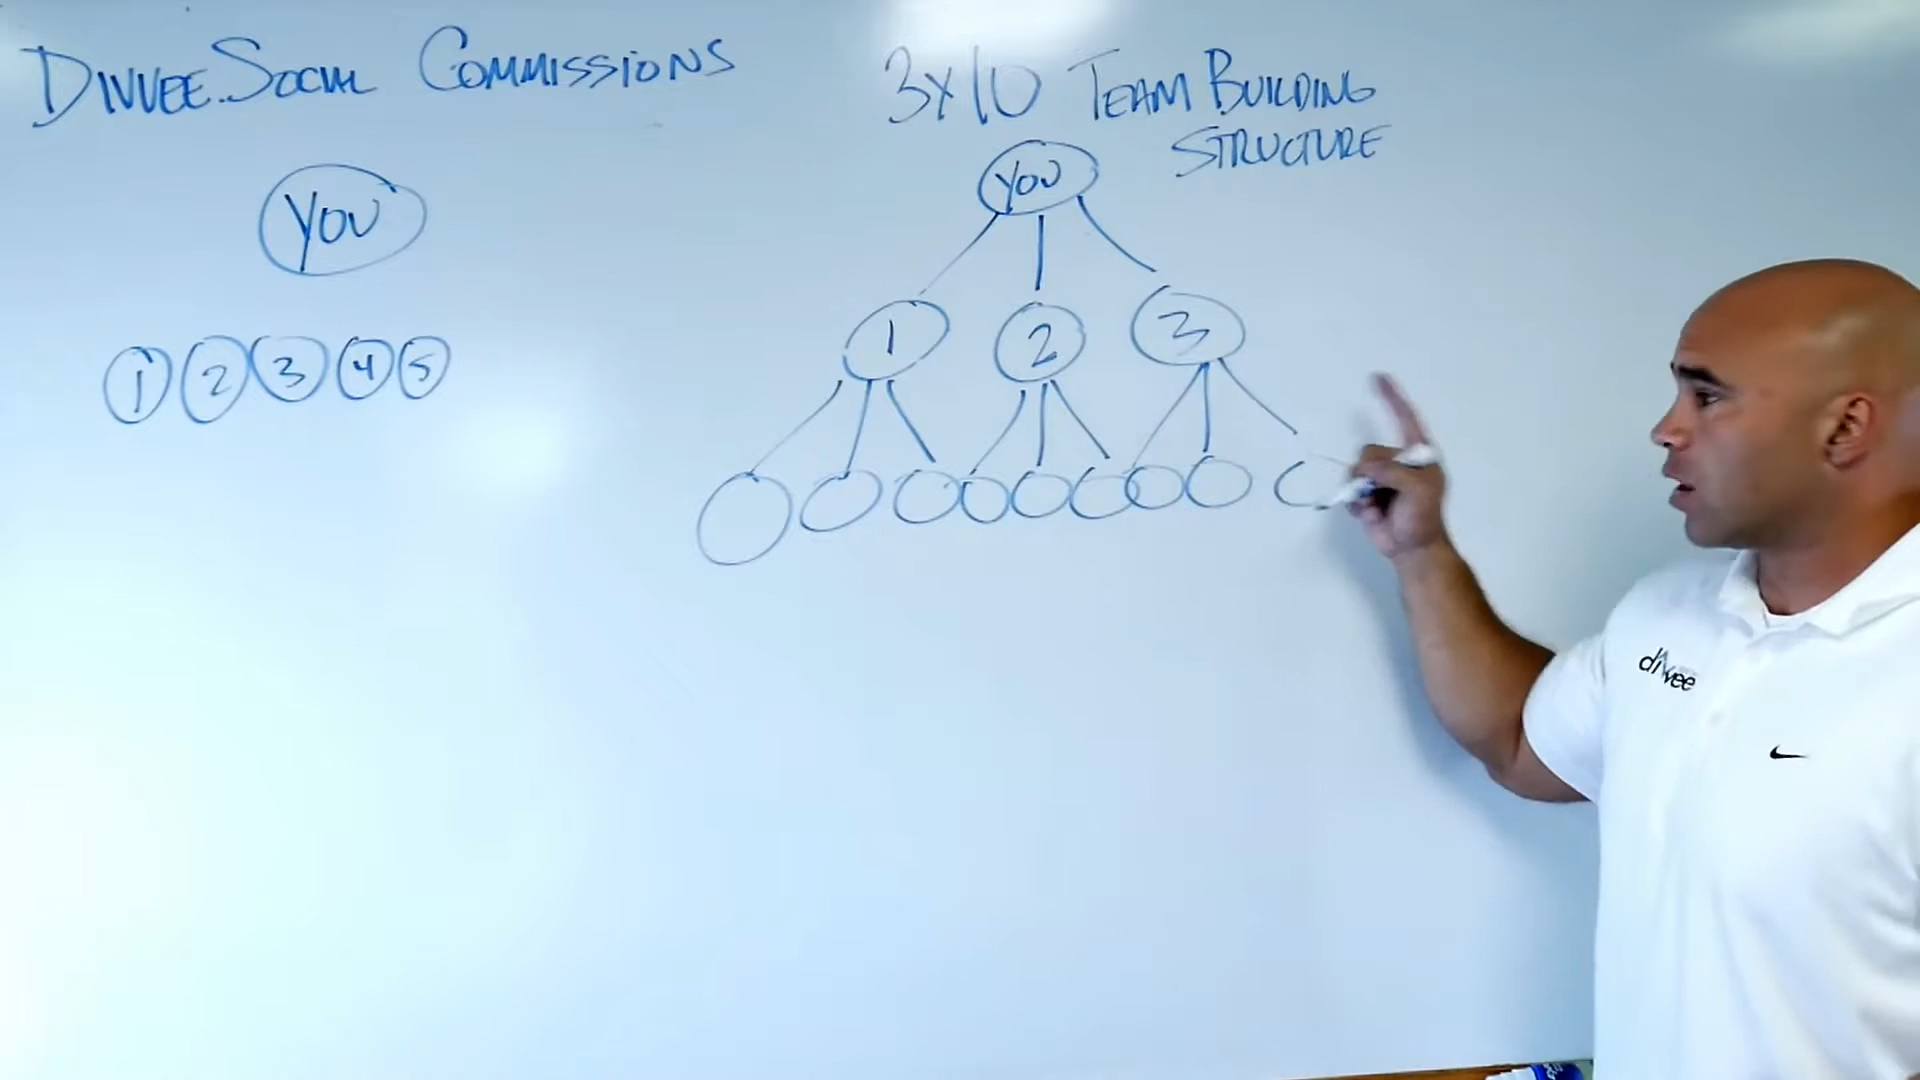 DIVVEE.SOCIAL COMMISSIONS
YOU
1 2 3 4 5
3x10 TEAM BUILDING
STRUCTURE
YOU
1 2 3
divvee